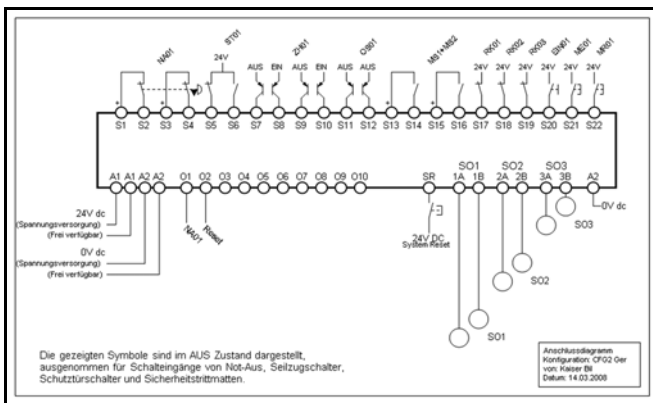 NA01
ST01
ZH01
OS01
MS1+MS2
RK01
RK02
RK03
EIN01
ME01
MR01
24V
AUS EIN AUS EIN AUS AUS
24V 24V 24V 24V 24V 24V
+ + + +
S1 S2 S3 S4 S5 S6 S7 S8 S9 S10 S11 S12 S13 S14 S15 S16 S17 S18 S19 S20 S21 S22
SO1 SO2 SO3
A1 A1 A2 A2 O1 O2 O3 O4 O5 O6 O7 O8 O9 O10 SR 1A 1B 2A 2B 3A 3B A2
24V dc
(Spannungsversorgung)
(Frei verfügbar)
0V dc
(Spannungsversorgung)
(Frei verfügbar)
NA01
Reset
24V DC
System Reset
0V dc
SO3
SO2
SO1
Die gezeigten Symbole sind im AUS Zustand dargestellt,
ausgenommen für Schalteingänge von Not-Aus, Seilzugschalter,
Schutztürschalter und Sicherheitstrittmatten.
Anschlussdiagramm
Konfiguration: CFG2 Ger
von: Kaiser Bil
Datum: 14.03.2008